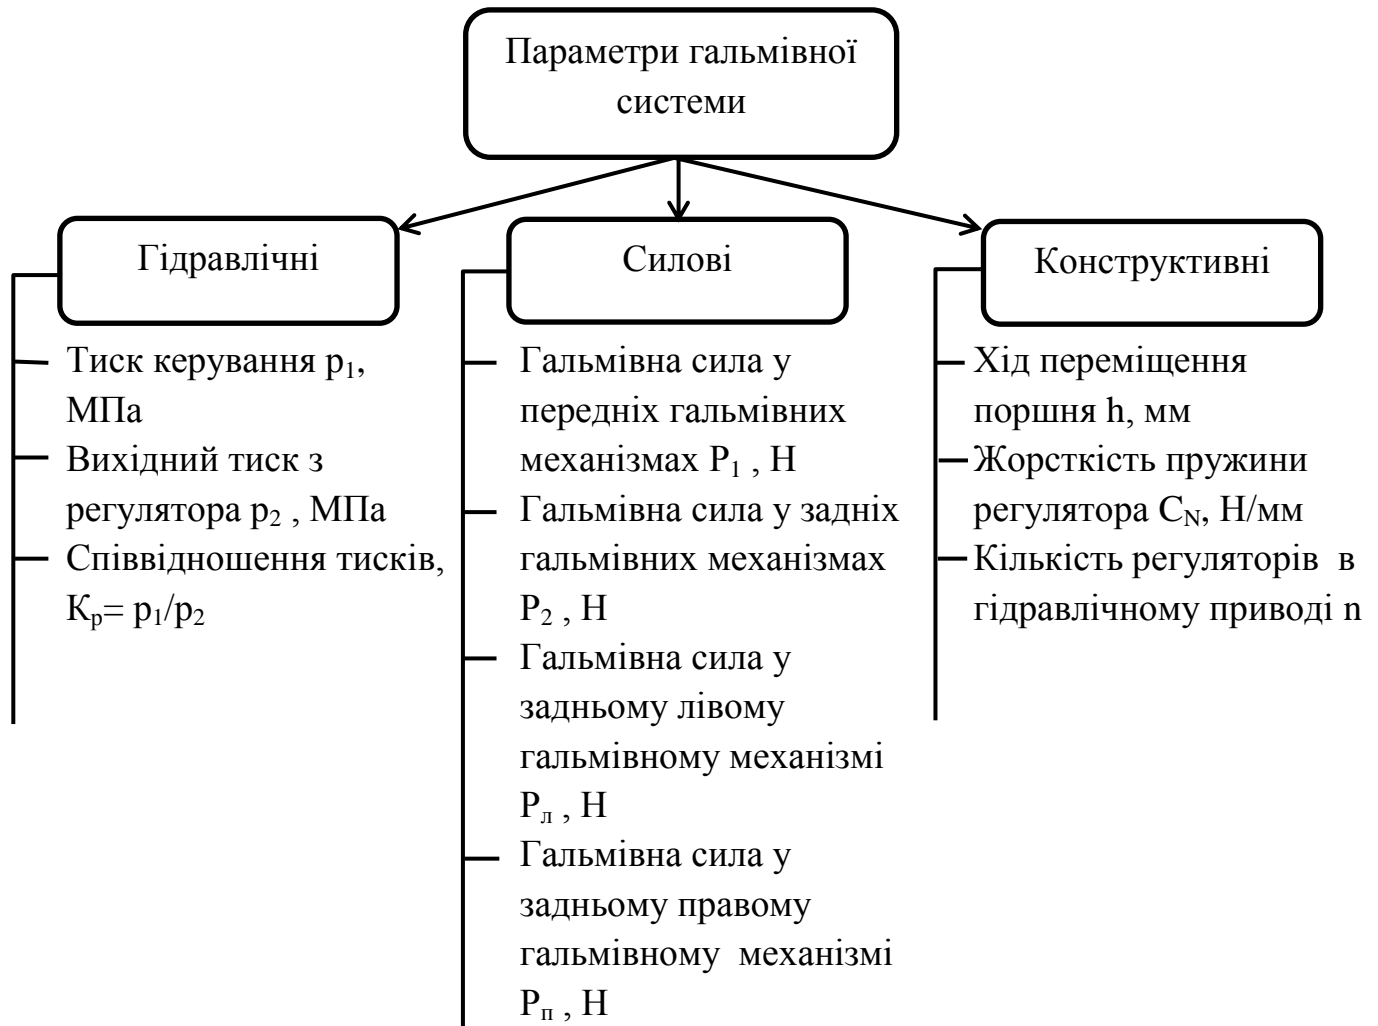 Параметри гальмівної
системи
Гідравлічні
Тиск керування p₁,
МПа
Вихідний тиск з
регулятора p₂ , МПа
Співвідношення тисків,
Kₚ= p₁/p₂
Силові
Гальмівна сила у
передніх гальмівних
механізмах P₁ , Н
Гальмівна сила у задніх
гальмівних механізмах
P₂ , Н
Гальмівна сила у
задньому лівому
гальмівному механізмі
Pл , Н
Гальмівна сила у
задньому правому
гальмівному механізмі
Pп , Н
Конструктивні
Хід переміщення
поршня h, мм
Жорсткість пружини
регулятора C_N, Н/мм
Кількість регуляторів в
гідравлічному приводі n